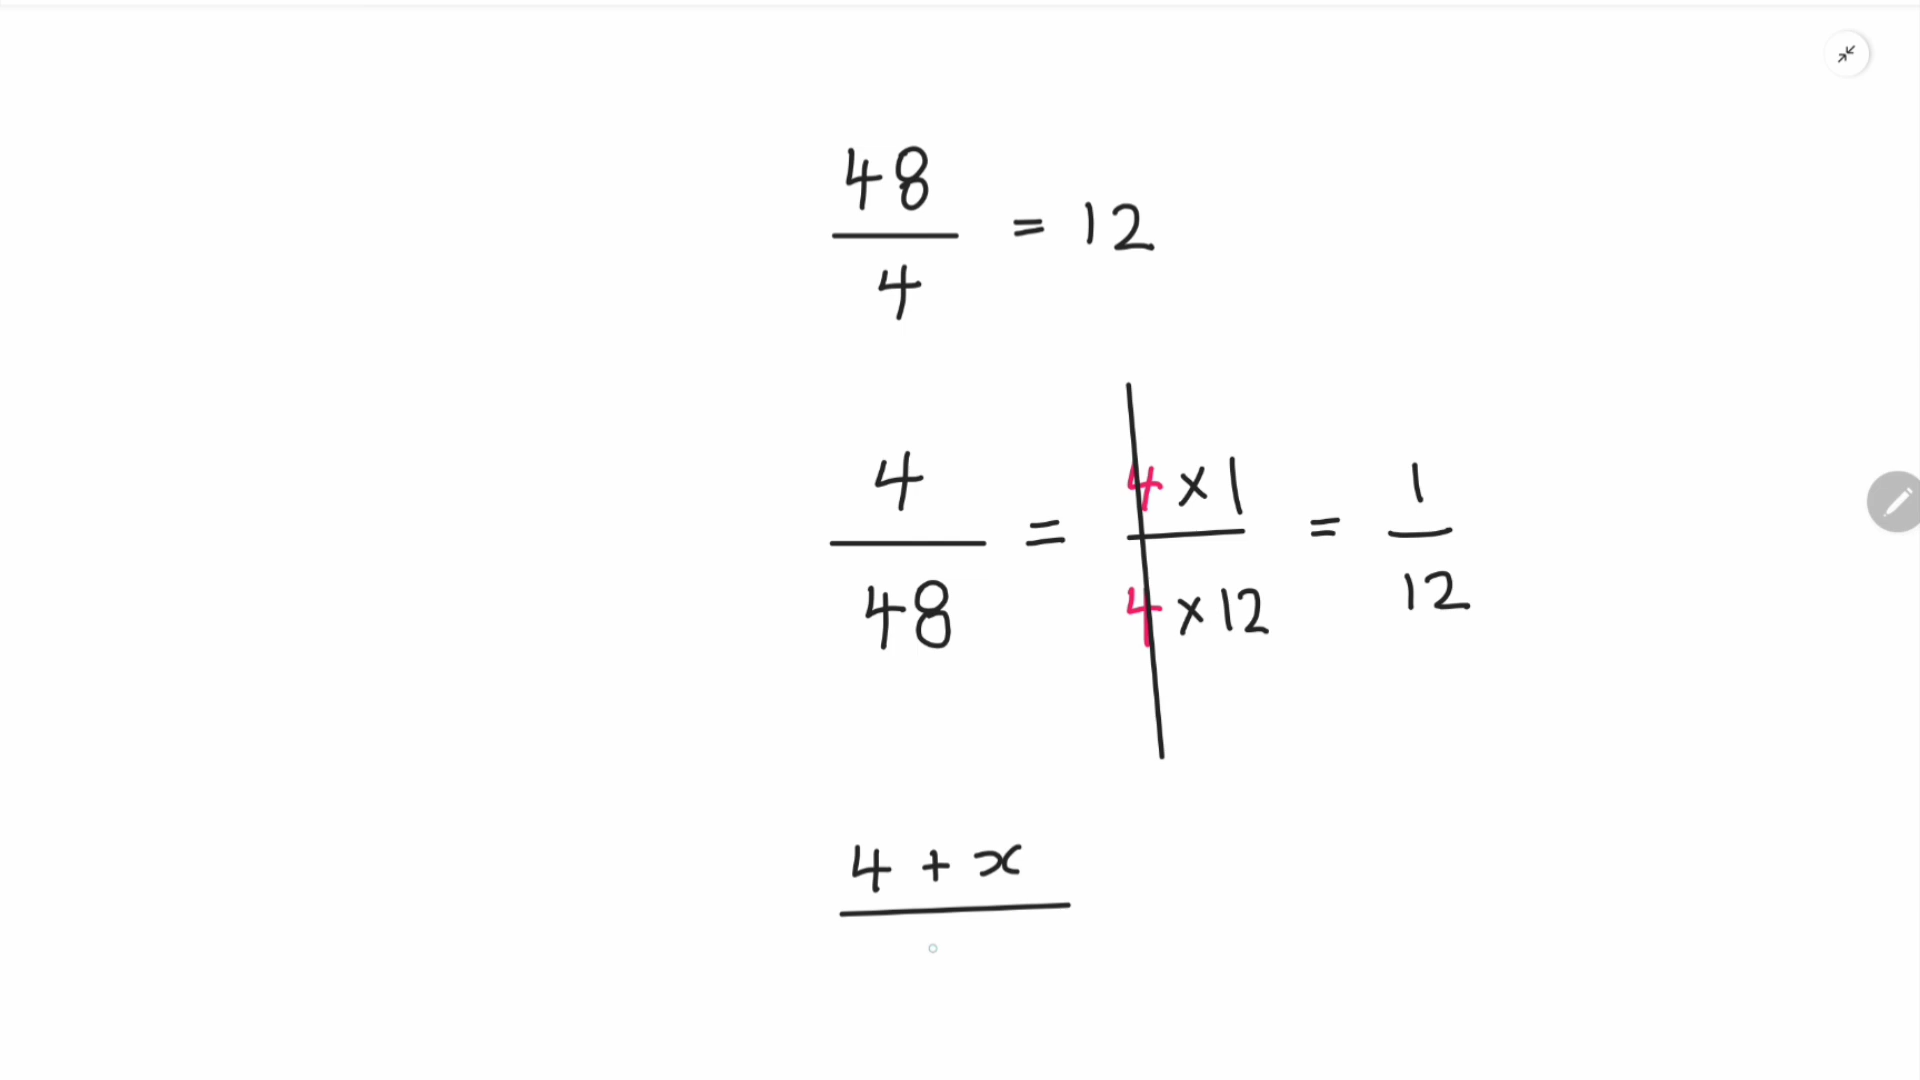 48
= 12
4
4 4 × 1 1
= =
48 4 × 12 12
4 + x